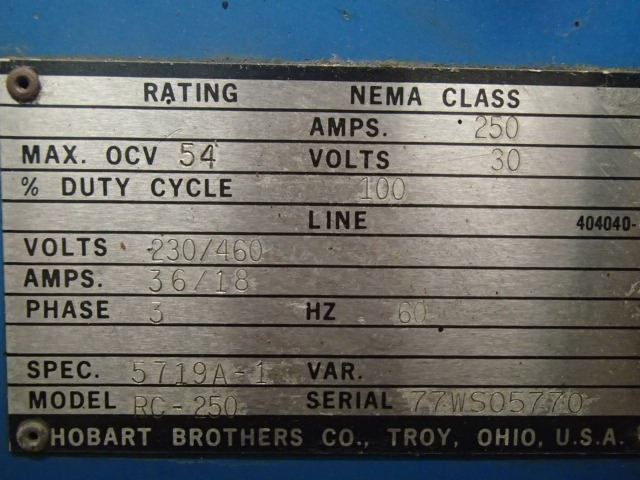 RATING NEMA CLASS
AMPS. 250
MAX. OCV 54 VOLTS 30
% DUTY CYCLE 100
LINE 404040-
VOLTS 230/460
AMPS. 36/18
PHASE 3 HZ 60
SPEC. 5719A-1 VAR.
MODEL RC-250 SERIAL 77WS05770
HOBART BROTHERS CO., TROY, OHIO, U.S.A.